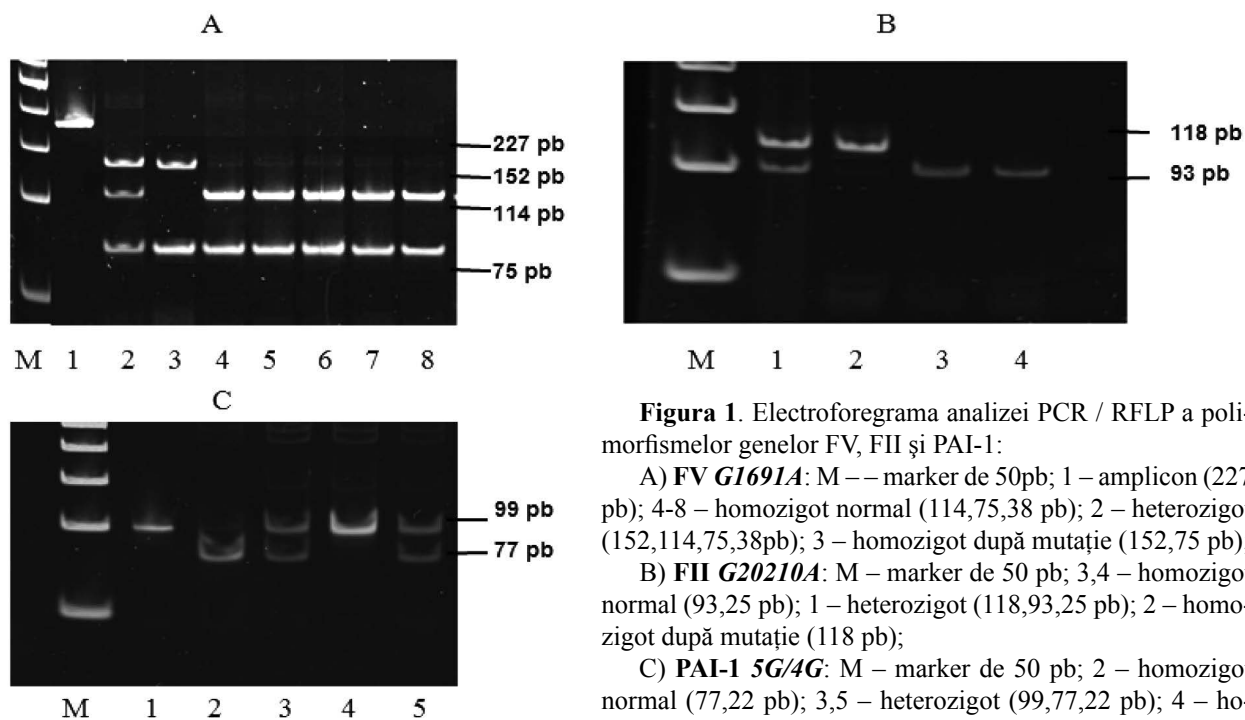 A
227 pb
152 pb
114 pb
75 pb
M 1 2 3 4 5 6 7 8
B
118 pb
93 pb
M 1 2 3 4
C
99 pb
77 pb
M 1 2 3 4 5
Figura 1. Electroforegrama analizei PCR / RFLP a poli-
morfismelor genelor FV, FII şi PAI-1:
A) FV G1691A: M – – marker de 50pb; 1 – amplicon (227
pb); 4-8 – homozigot normal (114,75,38 pb); 2 – heterozigo
(152,114,75,38pb); 3 – homozigot după mutație (152,75 pb)
B) FII G20210A: M – marker de 50 pb; 3,4 – homozigo
normal (93,25 pb); 1 – heterozigot (118,93,25 pb); 2 – homo-
zigot după mutație (118 pb);
C) PAI-1 5G/4G: M – marker de 50 pb; 2 – homozigo
normal (77,22 pb); 3,5 – heterozigot (99,77,22 pb); 4 – ho-